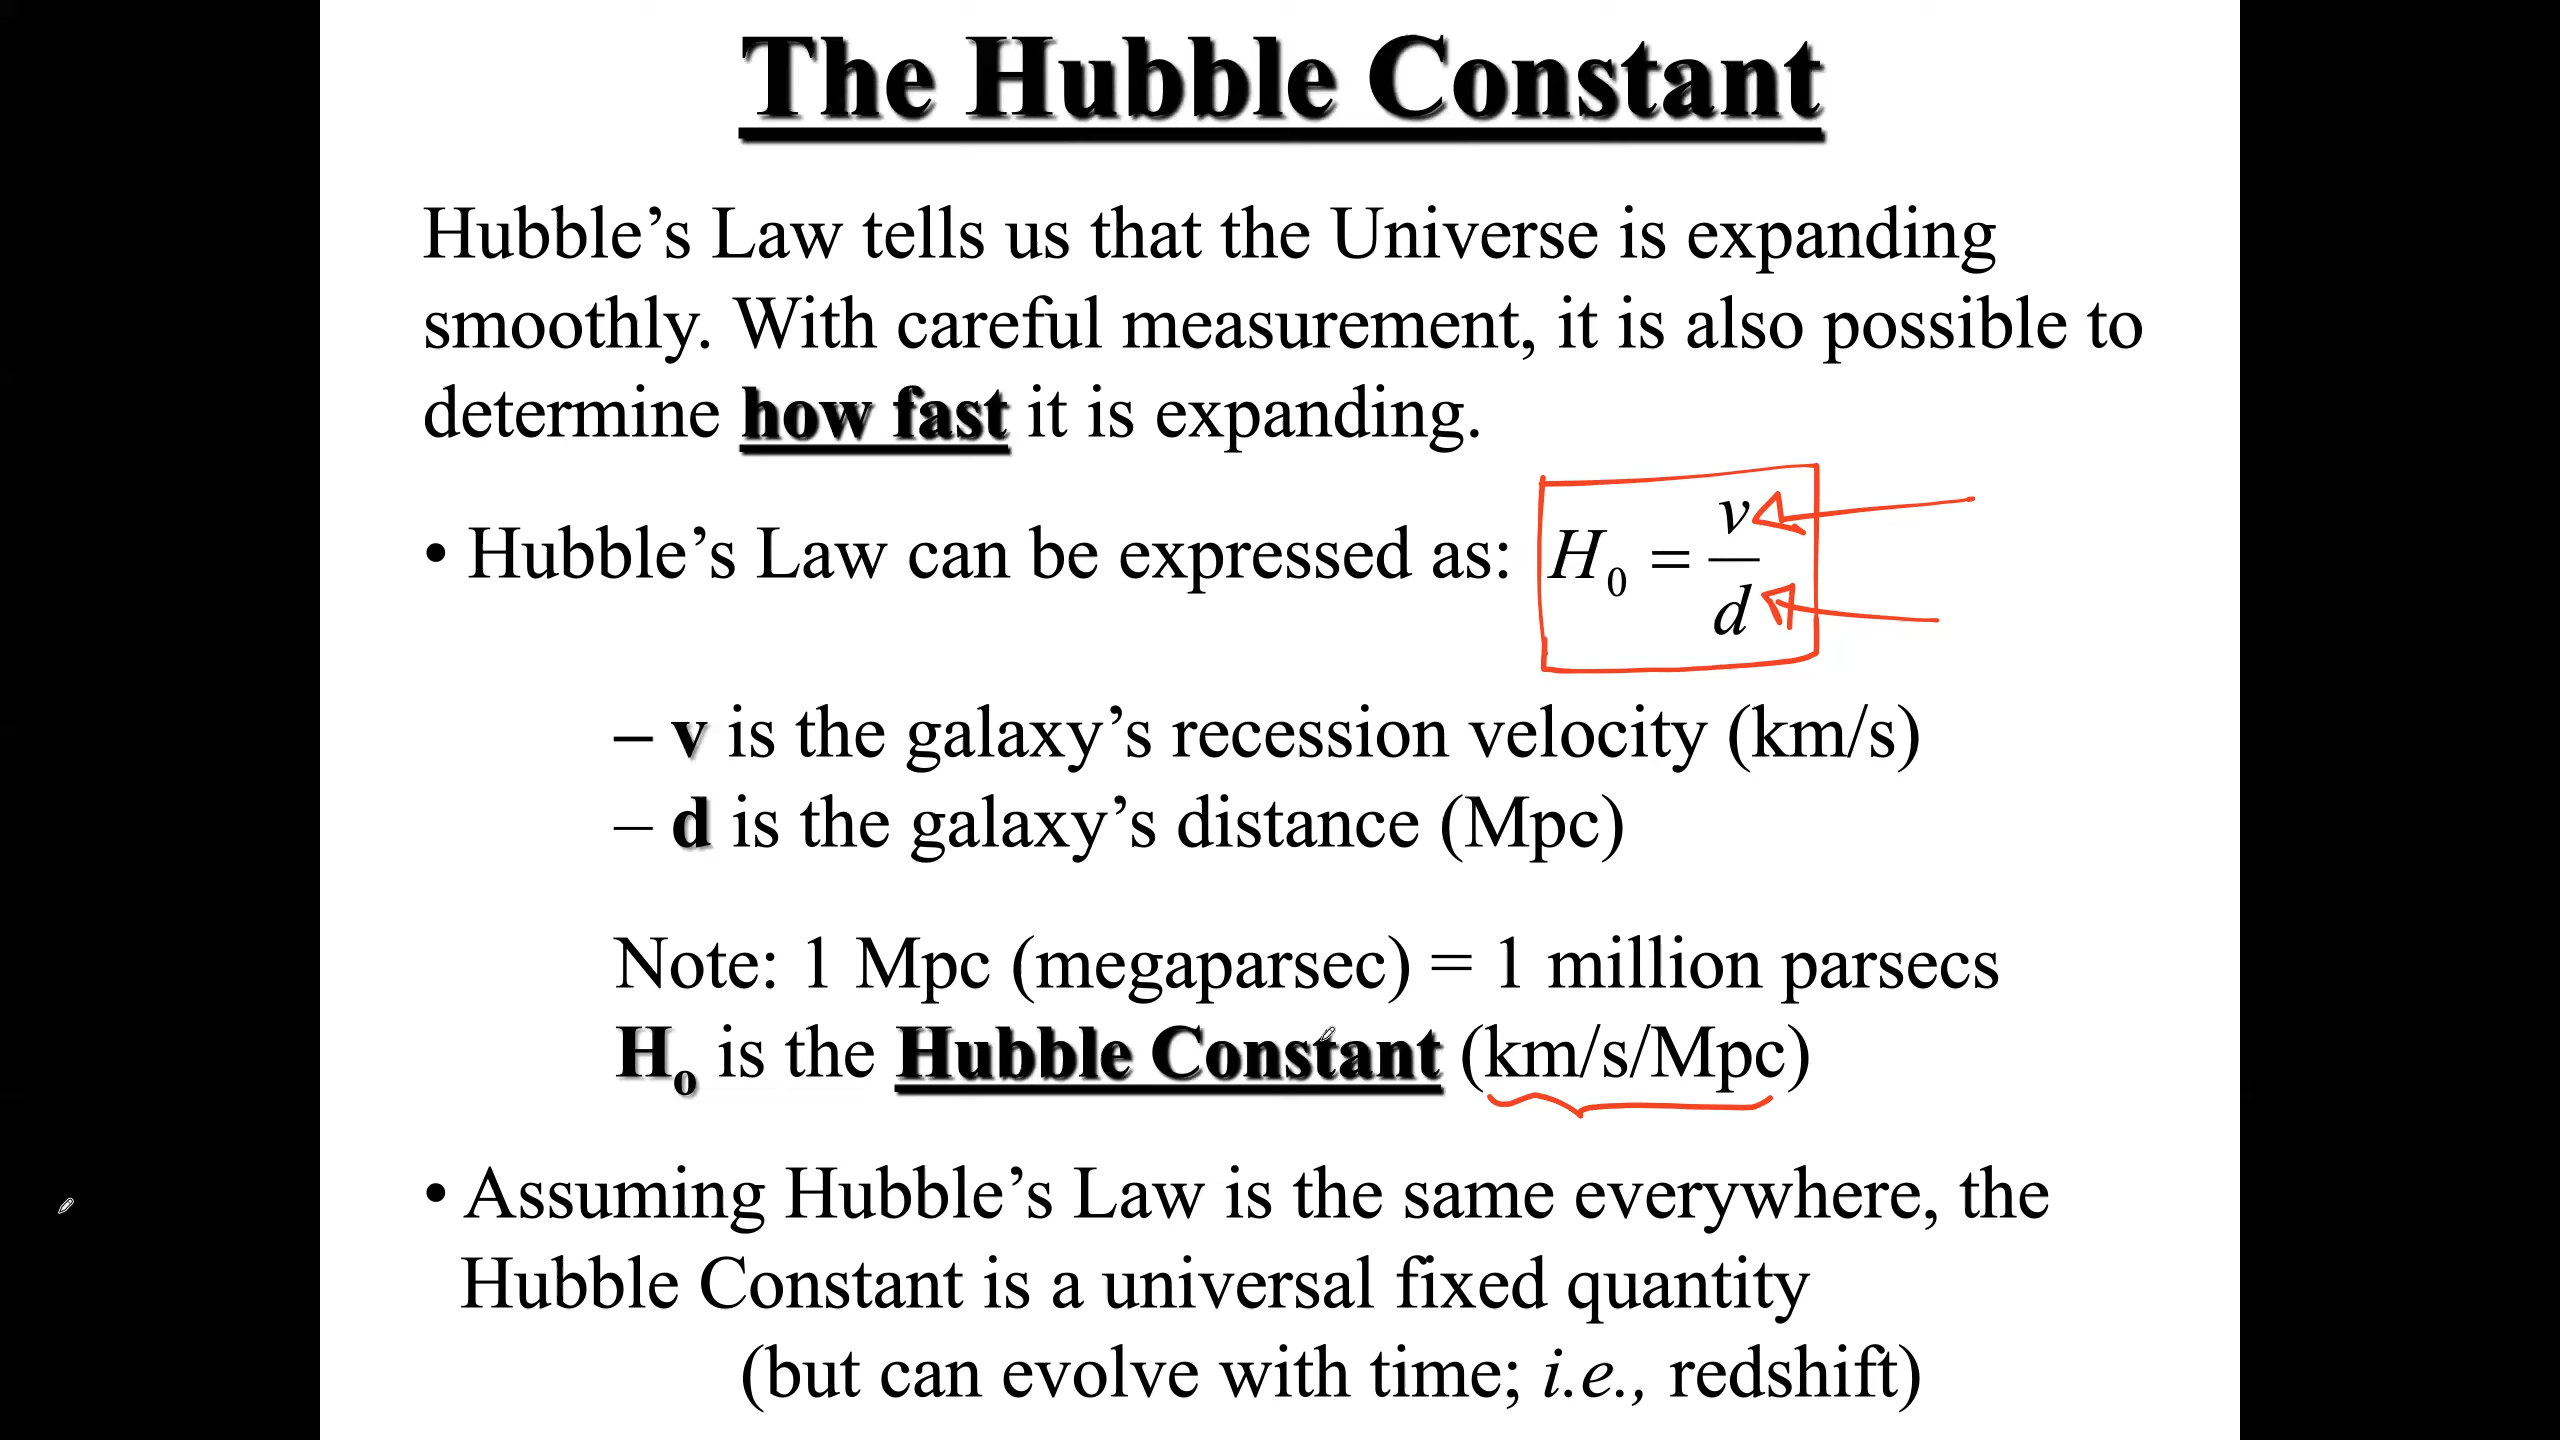 The Hubble Constant
Hubble’s Law tells us that the Universe is expanding
smoothly. With careful measurement, it is also possible to
determine how fast it is expanding.
• Hubble’s Law can be expressed as: H₀ = v/d
– v is the galaxy’s recession velocity (km/s)
– d is the galaxy’s distance (Mpc)
Note: 1 Mpc (megaparsec) = 1 million parsecs
Hₒ is the Hubble Constant (km/s/Mpc)
• Assuming Hubble’s Law is the same everywhere, the
Hubble Constant is a universal fixed quantity
(but can evolve with time; i.e., redshift)